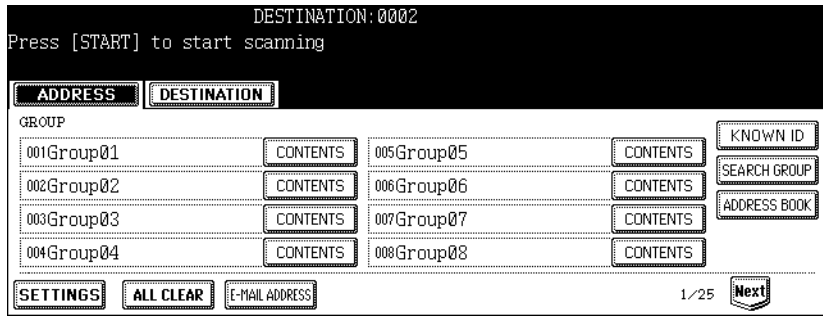 DESTINATION:0002
Press [START] to start scanning
ADDRESS DESTINATION
GROUP
KNOWN ID
001Group01 CONTENTS 005Group05 CONTENTS
SEARCH GROUP
002Group02 CONTENTS 006Group06 CONTENTS
ADDRESS BOOK
003Group03 CONTENTS 007Group07 CONTENTS
004Group04 CONTENTS 008Group08 CONTENTS
SETTINGS ALL CLEAR E-MAIL ADDRESS 1/25 Next